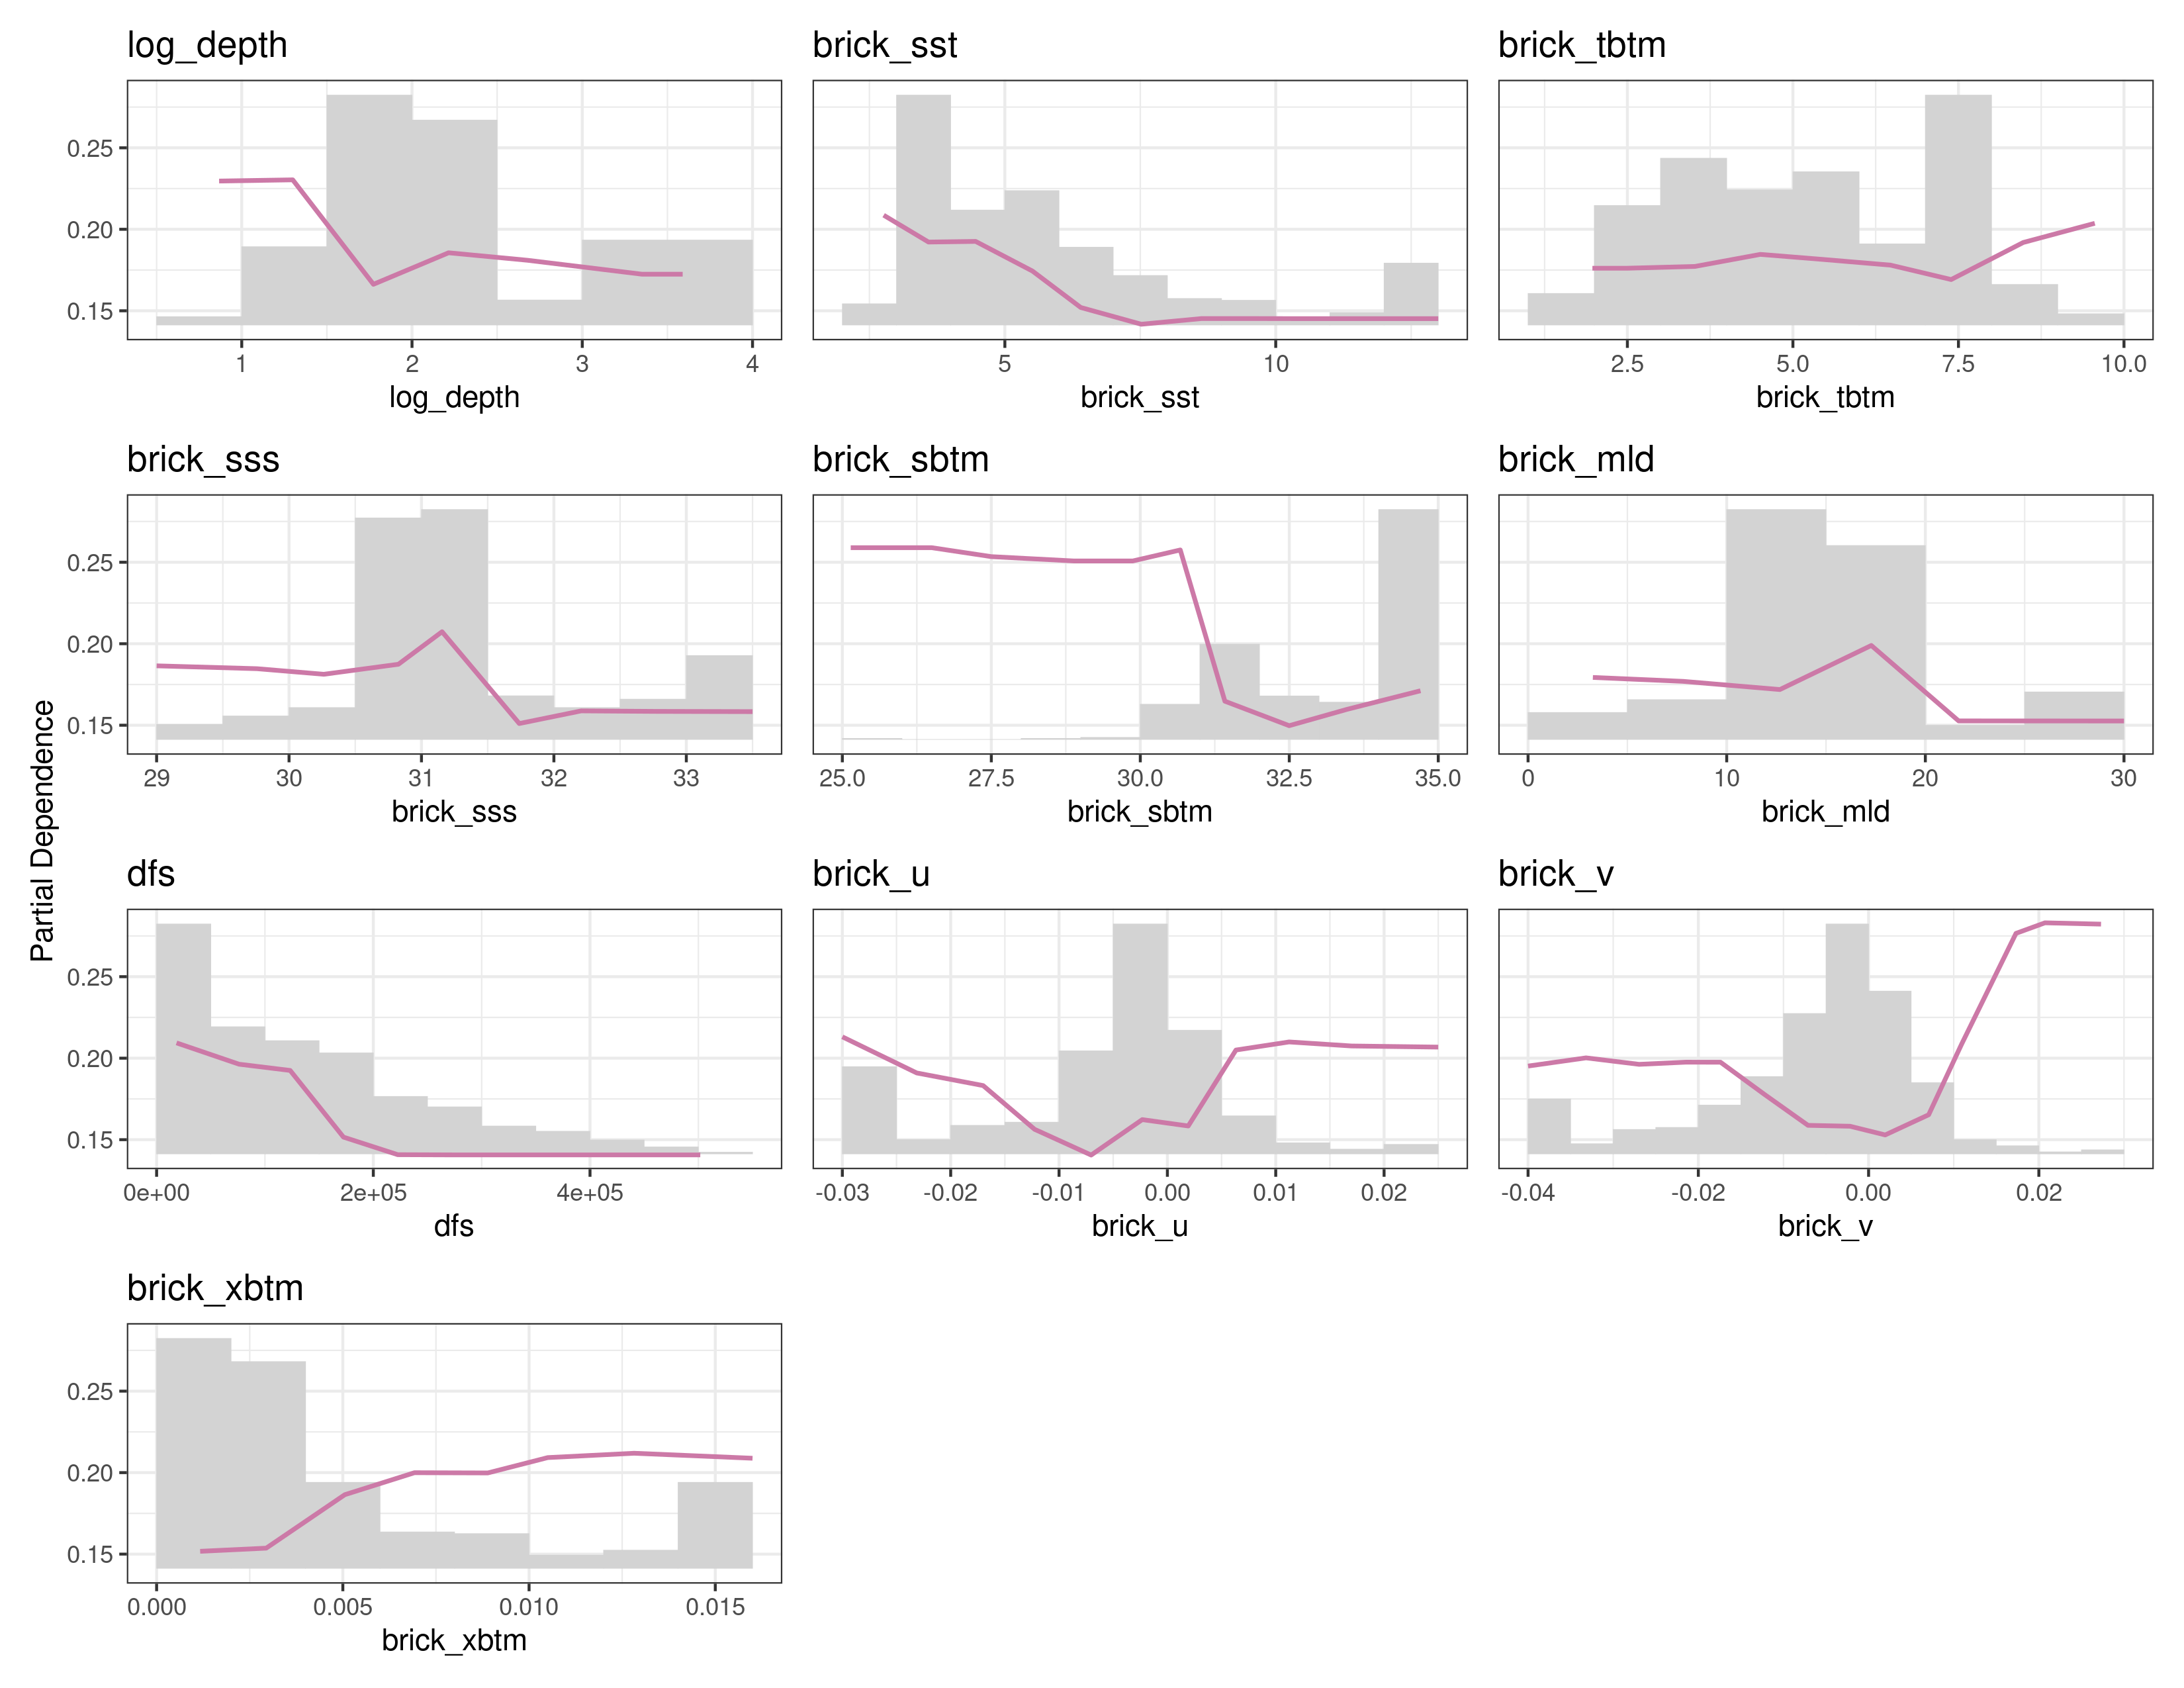 log_depth brick_sst brick_tbtm
0.25
0.20
0.15
1 2 3 4 5 10 2.5 5.0 7.5 10.0
log_depth brick_sst brick_tbtm
brick_sss brick_sbtm brick_mld
0.25
0.20
0.15
29 30 31 32 33 25.0 27.5 30.0 32.5 35.0 0 10 20 30
brick_sss brick_sbtm brick_mld
Partial Dependence
dfs brick_u brick_v
0.25
0.20
0.15
0e+00 2e+05 4e+05 -0.03 -0.02 -0.01 0.00 0.01 0.02 -0.04 -0.02 0.00 0.02
dfs brick_u brick_v
brick_xbtm
0.25
0.20
0.15
0.000 0.005 0.010 0.015
brick_xbtm